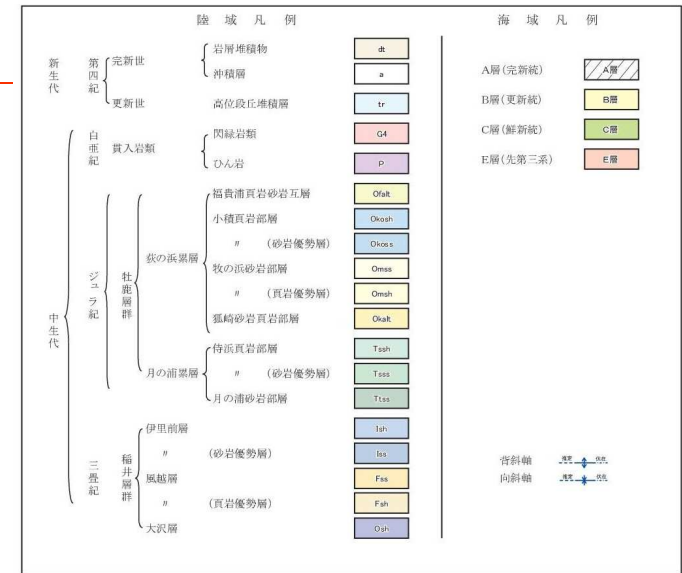 陸域凡例
海域凡例
新生代
第四紀
完新世
岩屑堆積物 dt
沖積層 a
更新世
高位段丘堆積層 tr
中生代
白亜紀
貫入岩類
閃緑岩類 G4
ひん岩 P
ジュラ紀
牡鹿層群
荻の浜累層
福貴浦頁岩砂岩互層 Ofalt
小積頁岩部層 Okosh
〃 (砂岩優勢層) Okoss
牧の浜砂岩部層 Omss
〃 (頁岩優勢層) Omsh
狐崎砂岩頁岩部層 Okalt
月の浦累層
侍浜頁岩部層 Tssh
〃 (砂岩優勢層) Tsss
月の浦砂岩部層 Ttss
三畳紀
稲井層群
伊里前層 Ish
〃 (砂岩優勢層) Iss
風越層 Fss
〃 (頁岩優勢層) Fsh
大沢層 Osh
A層(完新統) A層
B層(更新統) B層
C層(鮮新統) C層
E層(先第三系) E層
背斜軸 推定 伏在
向斜軸 推定 伏在